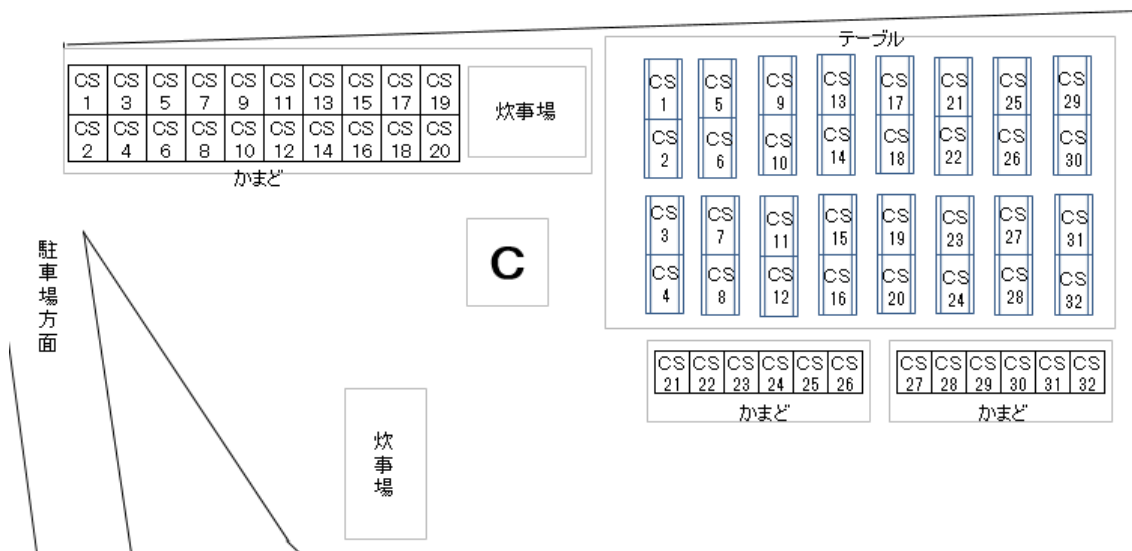 テーブル
CS 1 CS 3 CS 5 CS 7 CS 9 CS 11 CS 13 CS 15 CS 17 CS 19
CS 2 CS 4 CS 6 CS 8 CS 10 CS 12 CS 14 CS 16 CS 18 CS 20
かまど
炊事場
CS 1 CS 5 CS 9 CS 13 CS 17 CS 21 CS 25 CS 29
CS 2 CS 6 CS 10 CS 14 CS 18 CS 22 CS 26 CS 30
CS 3 CS 7 CS 11 CS 15 CS 19 CS 23 CS 27 CS 31
CS 4 CS 8 CS 12 CS 16 CS 20 CS 24 CS 28 CS 32
駐車場方面
C
CS 21 CS 22 CS 23 CS 24 CS 25 CS 26
かまど
CS 27 CS 28 CS 29 CS 30 CS 31 CS 32
かまど
炊事場